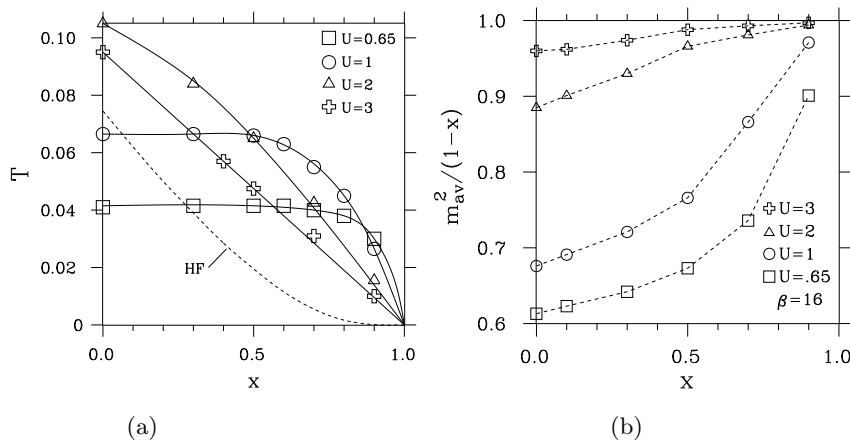 0.10
0.08
0.06
0.04
0.02
0
T
U=0.65
U=1
U=2
U=3
HF
0.0
0.5
1.0
x
(a)
1.0
0.9
0.8
0.7
0.6
m²av/(1-x)
U=3
U=2
U=1
U=.65
β=16
0.0
0.5
1.0
x
(b)